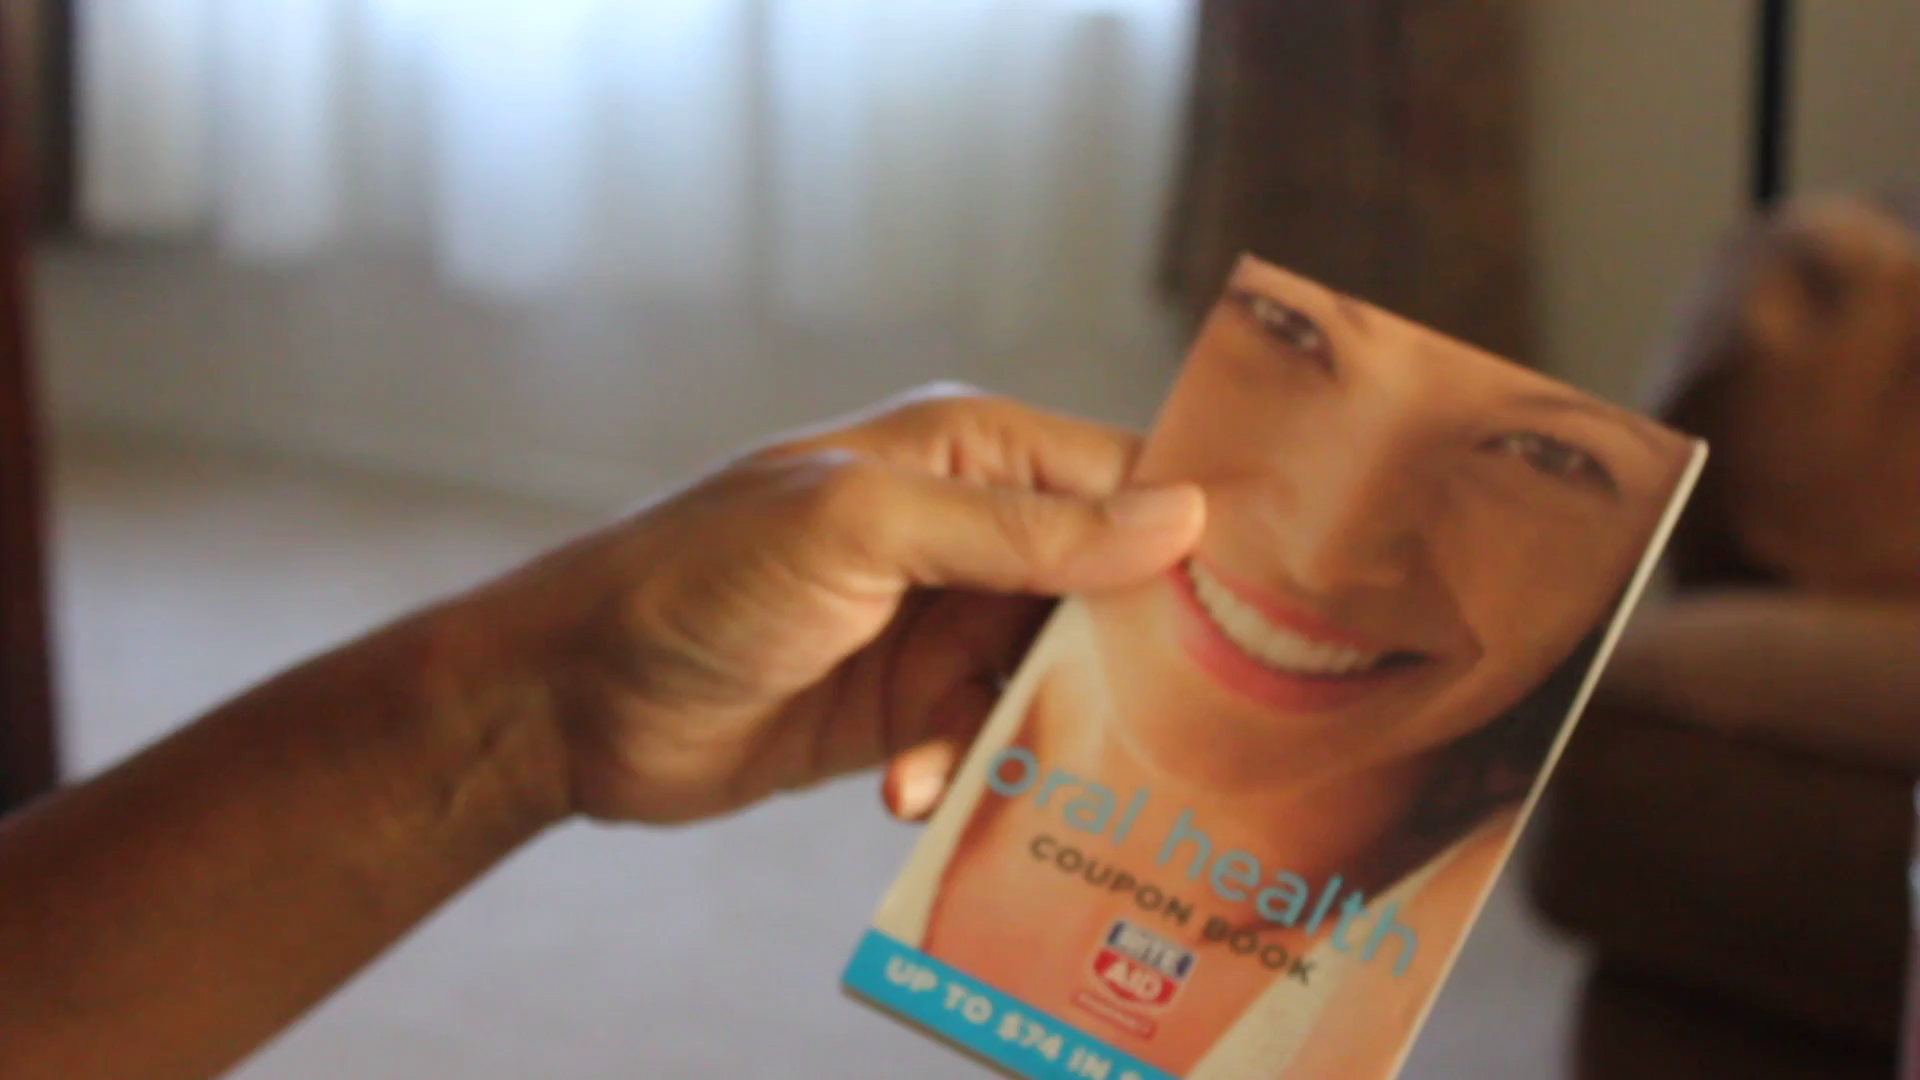 oral health
COUPON BOOK
RITE
AID
UP TO $74 IN